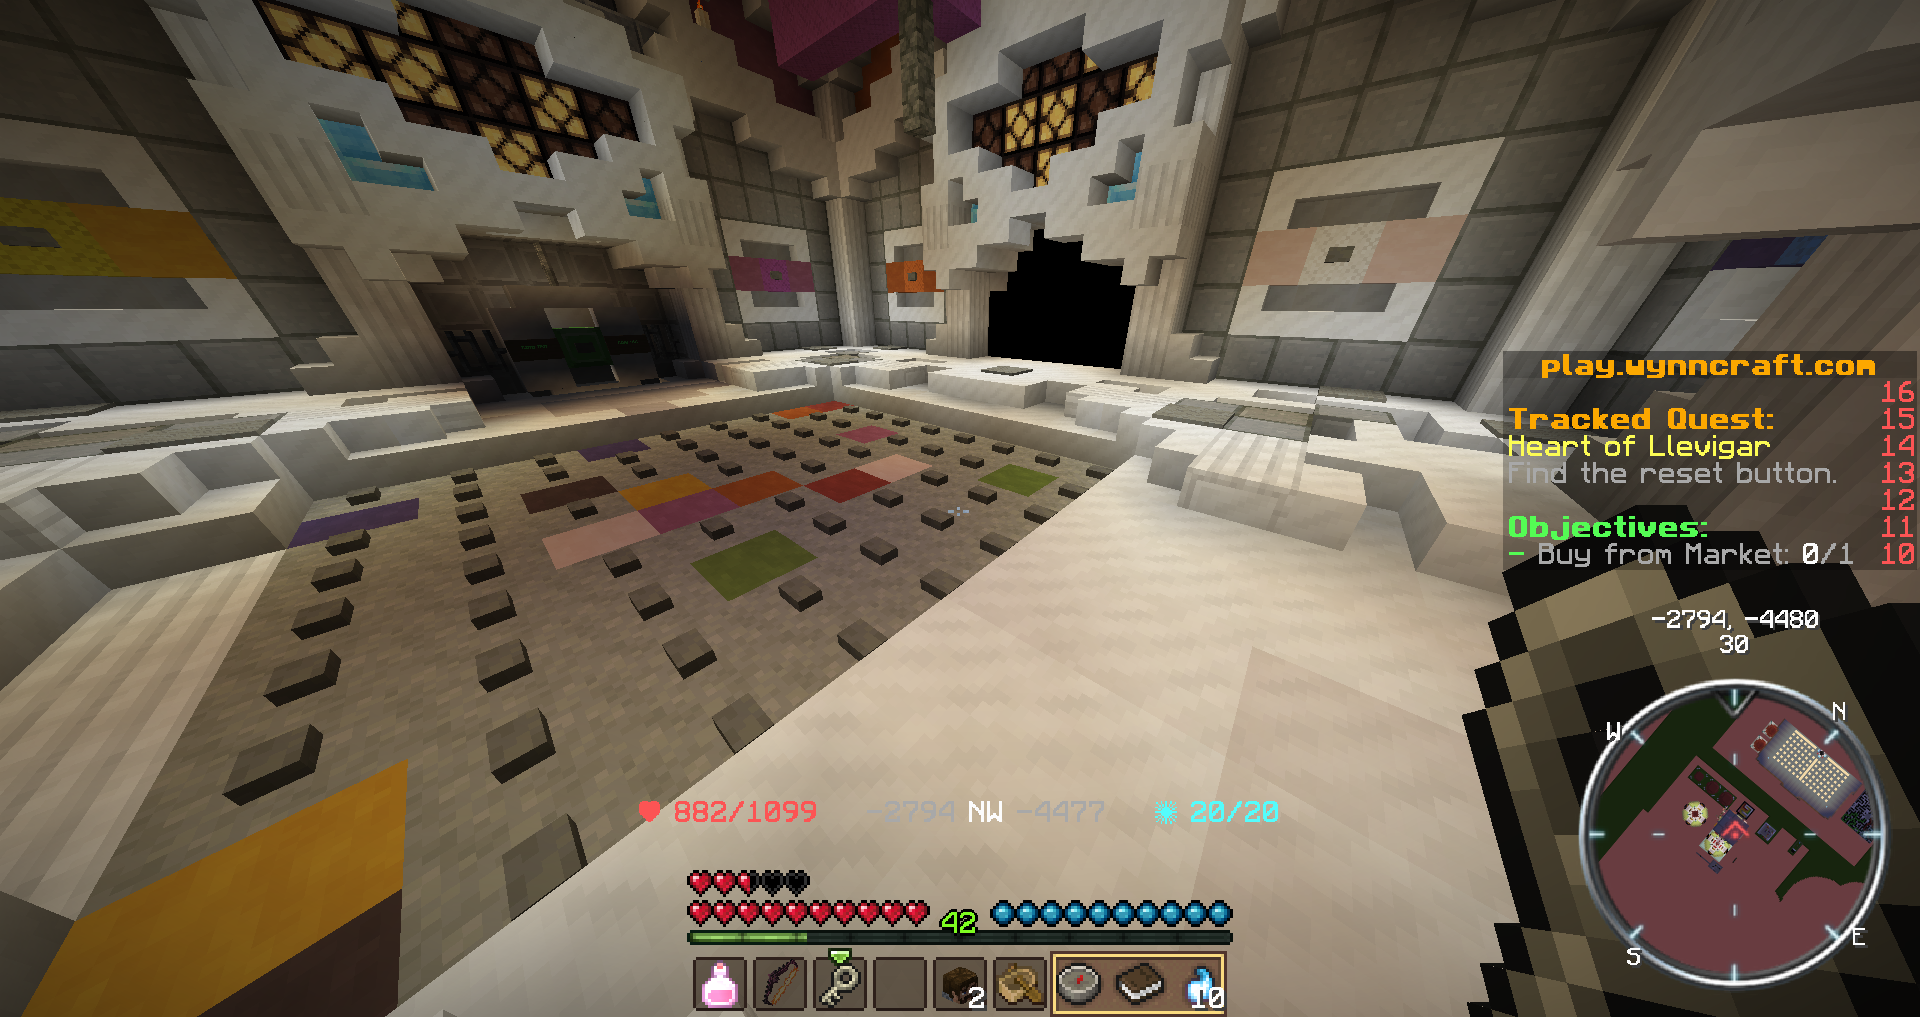 play.wynncraft.com
16
Tracked Quest: 15
Heart of Llevigar 14
Find the reset button. 13
12
Objectives: 11
- Buy from Market: 0/1 10
-2794, -4480
30
N
W
E
S
882/1099 -2794 NW -4477 20/20
42
2
10